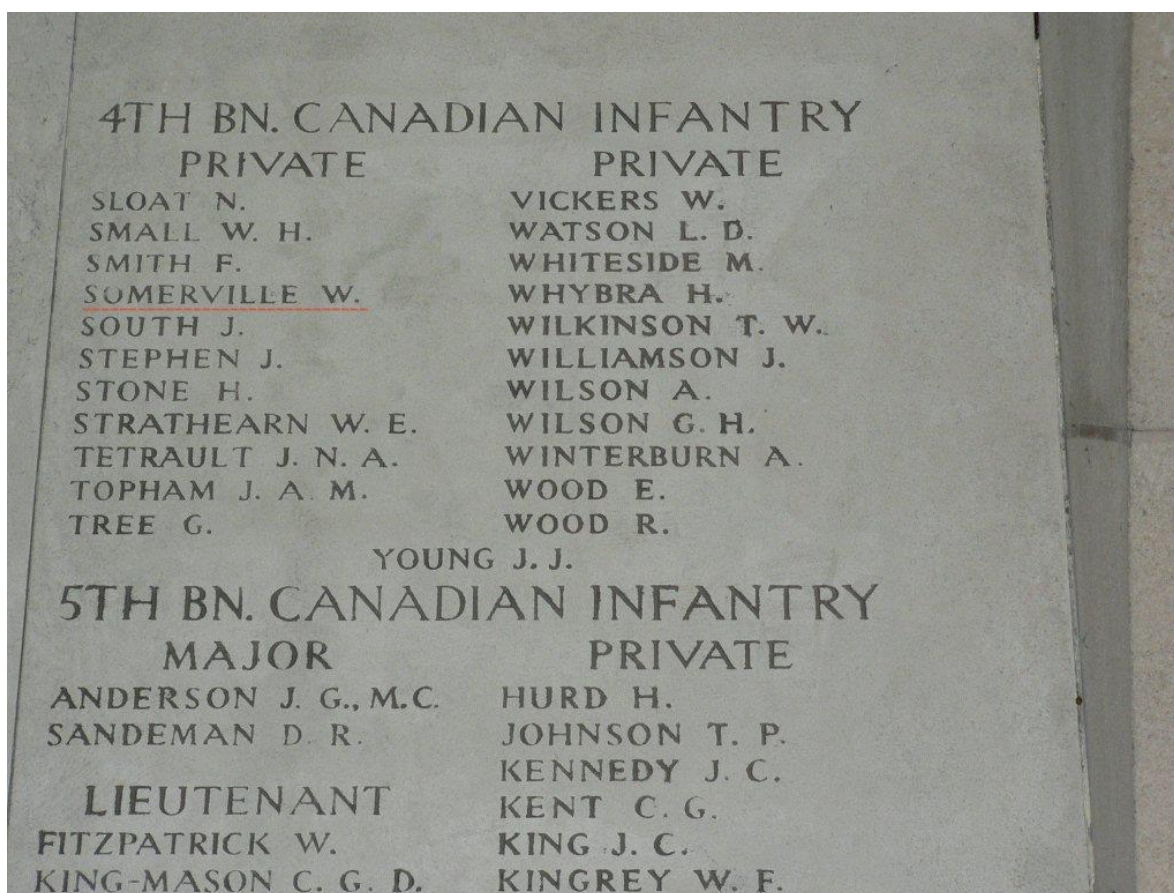 4TH BN. CANADIAN INFANTRY
PRIVATE
SLOAT N.
SMALL W. H.
SMITH F.
SOMERVILLE W.
SOUTH J.
STEPHEN J.
STONE H.
STRATHEARN W. E.
TETRAULT J. N. A.
TOPHAM J. A. M.
TREE G.
PRIVATE
VICKERS W.
WATSON L. D.
WHITESIDE M.
WHYBRA H.
WILKINSON T. W.
WILLIAMSON J.
WILSON A.
WILSON G. H.
WINTERBURN A.
WOOD E.
WOOD R.
YOUNG J. J.
5TH BN. CANADIAN INFANTRY
MAJOR
ANDERSON J. G., M.C.
SANDEMAN D. R.
LIEUTENANT
FITZPATRICK W.
KING-MASON C. G. D.
PRIVATE
HURD H.
JOHNSON T. P.
KENNEDY J. C.
KENT C. G.
KING J. C.
KINGREY W. F.